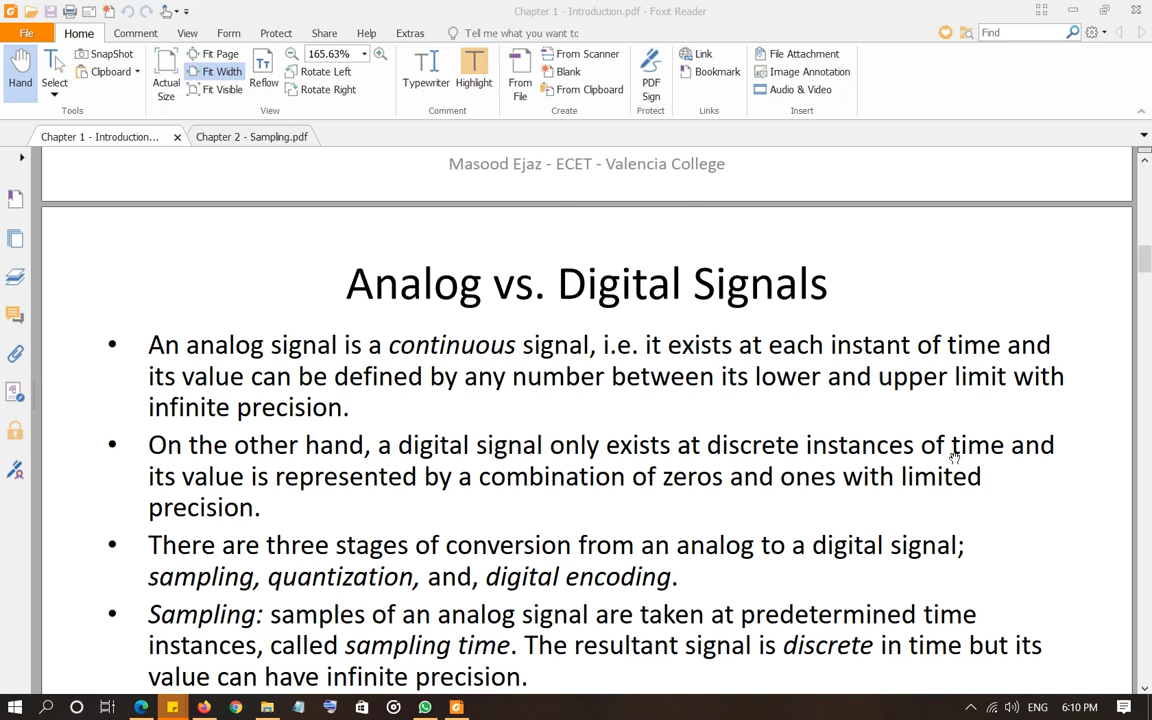 Chapter 1 - Introduction.pdf - Foxit Reader
File Home Comment View Form Protect Share Help Extras Tell me what you want to Find
Hand Select SnapShot Clipboard Actual Size Fit Page Fit Width Fit Visible Reflow 165.63% Rotate Left Rotate Right Typewriter Highlight From File From Scanner Blank From Clipboard PDF Sign Link Bookmark File Attachment Image Annotation Audio & Video
Tools View Comment Create Protect Links Insert
Chapter 1 - Introduction... Chapter 2 - Sampling.pdf
Masood Ejaz - ECET - Valencia College
Analog vs. Digital Signals
• An analog signal is a continuous signal, i.e. it exists at each instant of time and
its value can be defined by any number between its lower and upper limit with
infinite precision.
• On the other hand, a digital signal only exists at discrete instances of time and
its value is represented by a combination of zeros and ones with limited
precision.
• There are three stages of conversion from an analog to a digital signal;
sampling, quantization, and, digital encoding.
• Sampling: samples of an analog signal are taken at predetermined time
instances, called sampling time. The resultant signal is discrete in time but its
value can have infinite precision.
ENG 6:10 PM